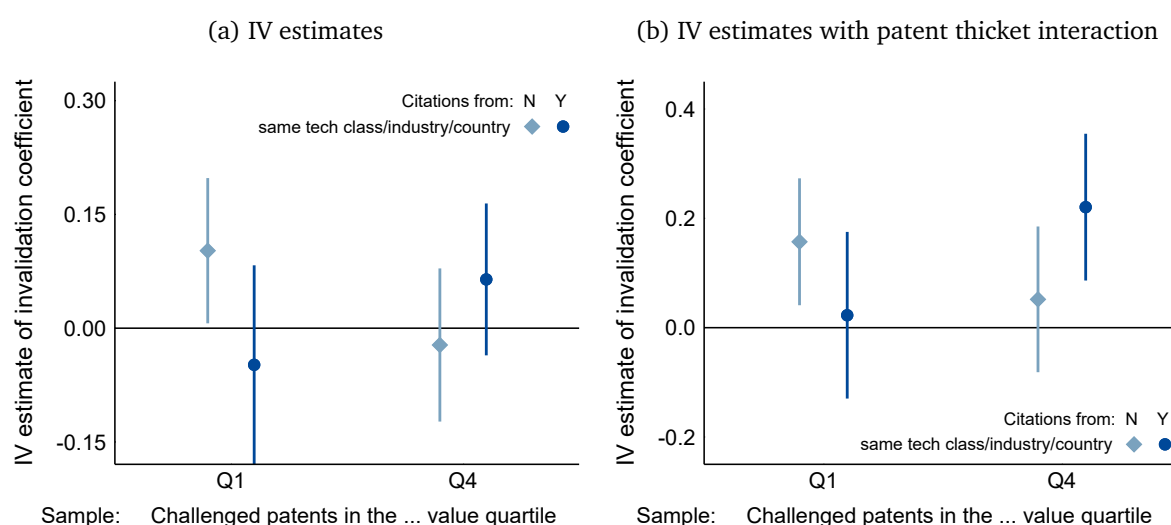 (a) IV estimates
IV estimate of invalidation coefficient
0.30
0.15
0.00
-0.15
Citations from: N Y
same tech class/industry/country
Q1 Q4
Sample: Challenged patents in the ... value quartile
(b) IV estimates with patent thicket interaction
IV estimate of invalidation coefficient
0.4
0.2
0.0
-0.2
Citations from: N Y
same tech class/industry/country
Q1 Q4
Sample: Challenged patents in the ... value quartile